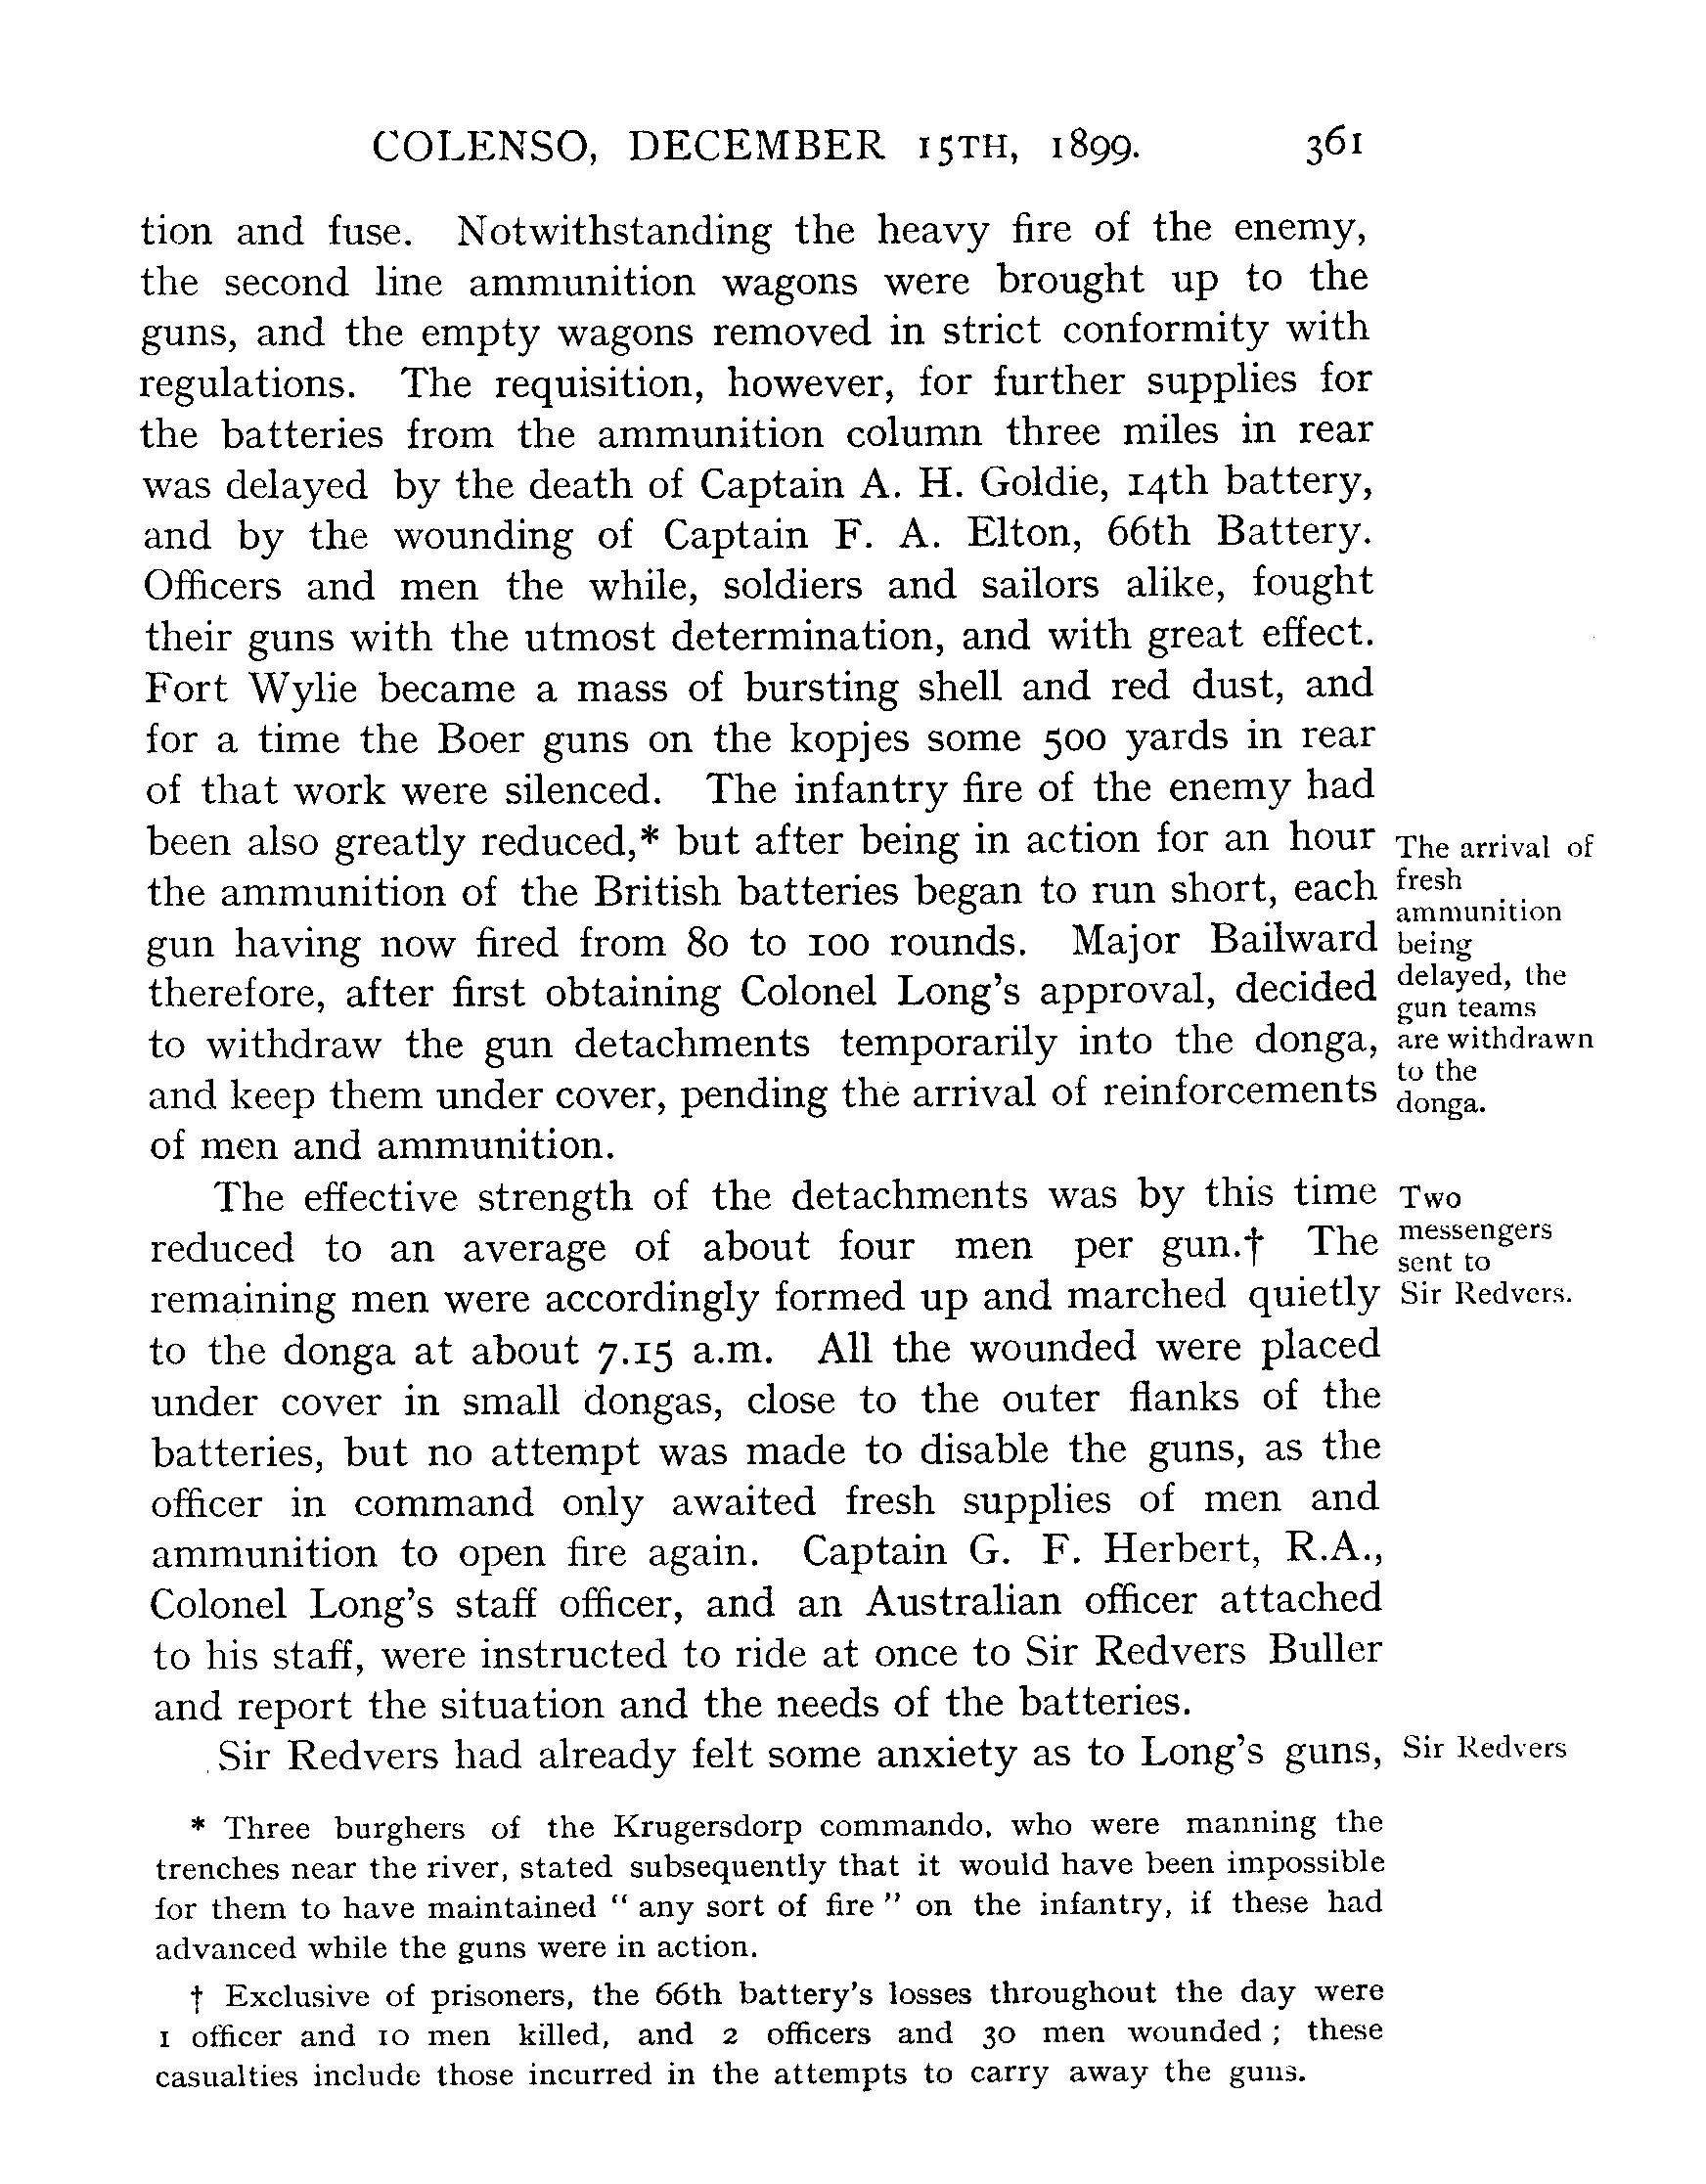 COLENSO, DECEMBER 15TH, 1899. 361
tion and fuse. Notwithstanding the heavy fire of the enemy,
the second line ammunition wagons were brought up to the
guns, and the empty wagons removed in strict conformity with
regulations. The requisition, however, for further supplies for
the batteries from the ammunition column three miles in rear
was delayed by the death of Captain A. H. Goldie, 14th battery,
and by the wounding of Captain F. A. Elton, 66th Battery.
Officers and men the while, soldiers and sailors alike, fought
their guns with the utmost determination, and with great effect.
Fort Wylie became a mass of bursting shell and red dust, and
for a time the Boer guns on the kopjes some 500 yards in rear
of that work were silenced. The infantry fire of the enemy had
been also greatly reduced,* but after being in action for an hour
the ammunition of the British batteries began to run short, each
gun having now fired from 80 to 100 rounds. Major Bailward
therefore, after first obtaining Colonel Long's approval, decided
to withdraw the gun detachments temporarily into the donga,
and keep them under cover, pending the arrival of reinforcements
of men and ammunition.
The arrival of
fresh
ammunition
being
delayed, the
gun teams
are withdrawn
to the
donga.
The effective strength of the detachments was by this time
reduced to an average of about four men per gun.† The
remaining men were accordingly formed up and marched quietly
to the donga at about 7.15 a.m. All the wounded were placed
under cover in small dongas, close to the outer flanks of the
batteries, but no attempt was made to disable the guns, as the
officer in command only awaited fresh supplies of men and
ammunition to open fire again. Captain G. F. Herbert, R.A.,
Colonel Long's staff officer, and an Australian officer attached
to his staff, were instructed to ride at once to Sir Redvers Buller
and report the situation and the needs of the batteries.
Two
messengers
sent to
Sir Redvers.
Sir Redvers had already felt some anxiety as to Long's guns,
Sir Redvers
* Three burghers of the Krugersdorp commando, who were manning the
trenches near the river, stated subsequently that it would have been impossible
for them to have maintained "any sort of fire" on the infantry, if these had
advanced while the guns were in action.
† Exclusive of prisoners, the 66th battery's losses throughout the day were
1 officer and 10 men killed, and 2 officers and 30 men wounded; these
casualties include those incurred in the attempts to carry away the guns.